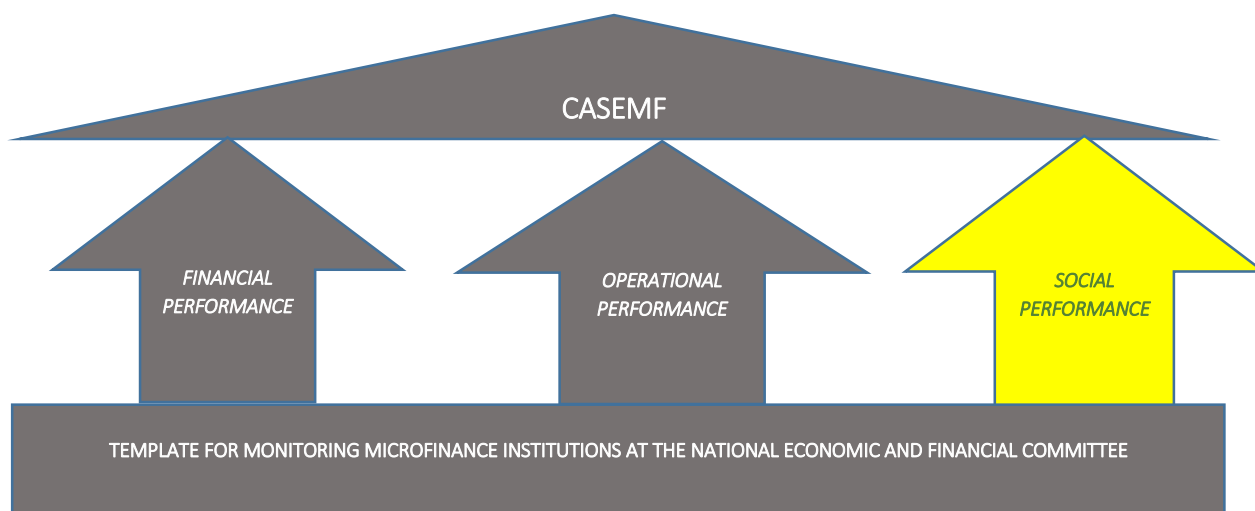 CASEMF
FINANCIAL
PERFORMANCE
OPERATIONAL
PERFORMANCE
SOCIAL
PERFORMANCE
TEMPLATE FOR MONITORING MICROFINANCE INSTITUTIONS AT THE NATIONAL ECONOMIC AND FINANCIAL COMMITTEE